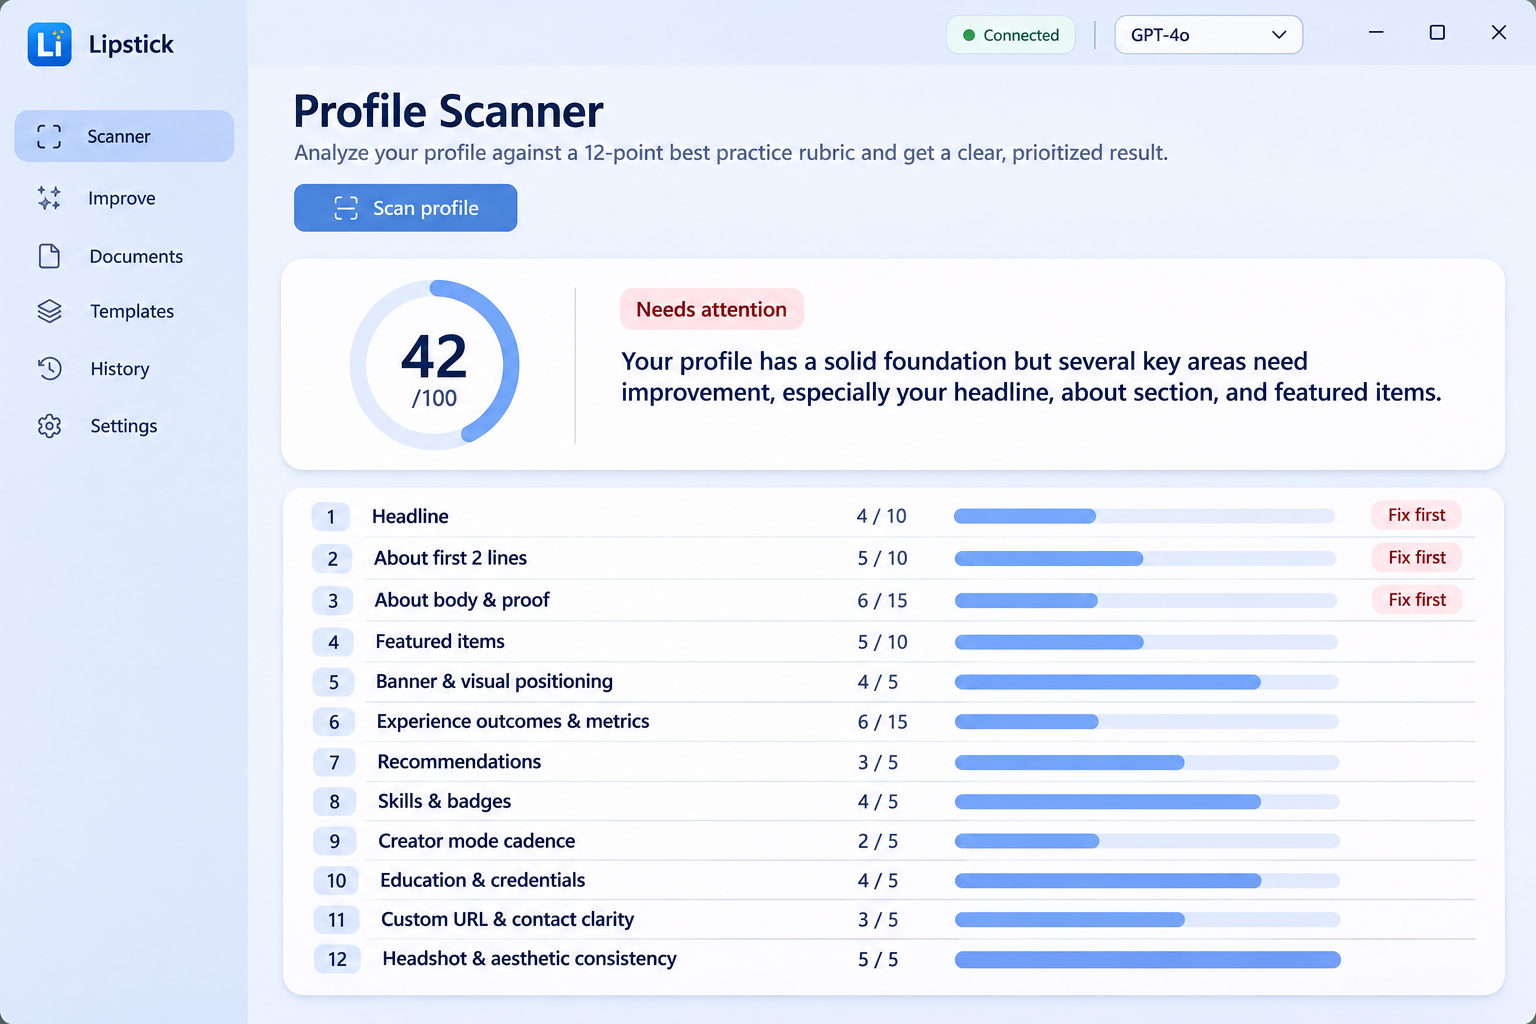 Li
Lipstick
Connected
GPT-4o
Scanner
Improve
Documents
Templates
History
Settings
Profile Scanner
Analyze your profile against a 12-point best practice rubric and get a clear, prioitized result.
Scan profile
42
/100
Needs attention
Your profile has a solid foundation but several key areas need
improvement, especially your headline, about section, and featured items.
1 Headline 4 / 10 Fix first
2 About first 2 lines 5 / 10 Fix first
3 About body & proof 6 / 15 Fix first
4 Featured items 5 / 10
5 Banner & visual positioning 4 / 5
6 Experience outcomes & metrics 6 / 15
7 Recommendations 3 / 5
8 Skills & badges 4 / 5
9 Creator mode cadence 2 / 5
10 Education & credentials 4 / 5
11 Custom URL & contact clarity 3 / 5
12 Headshot & aesthetic consistency 5 / 5